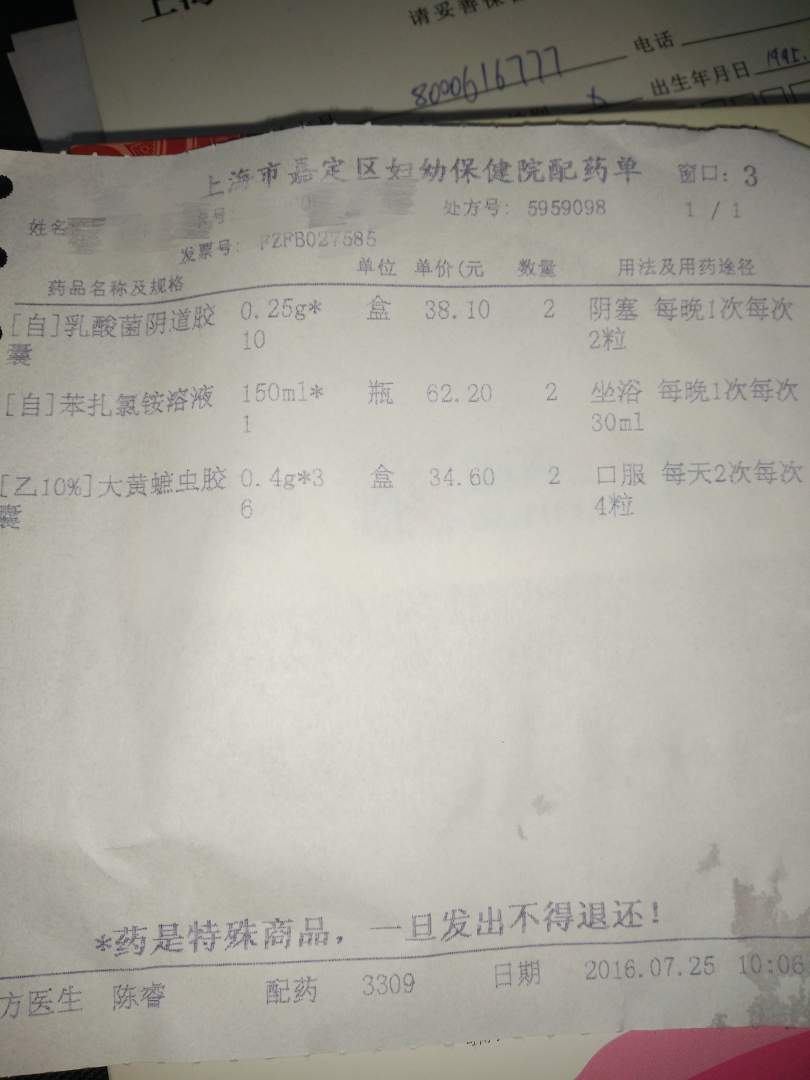 上海
请妥善保
电话
8000616777
出生年月日 1995.
上海市嘉定区妇幼保健院配药单 窗口: 3
姓名 卡号: 处方号: 5959098 1 / 1
发票号: FZFB027585
药品名称及规格 单位 单价(元 数量 用法及用药途径
[自]乳酸菌阴道胶 0.25g* 盒 38.10 2 阴塞 每晚1次每次
囊 10 2粒
[自]苯扎氯铵溶液 150ml* 瓶 62.20 2 坐浴 每晚1次每次
1 30ml
[乙10%]大黄蟅虫胶 0.4g*3 盒 34.60 2 口服 每天2次每次
囊 6 4粒
*药是特殊商品, 一旦发出不得退还!
方医生 陈睿 配药 3309 日期 2016.07.25 10:06